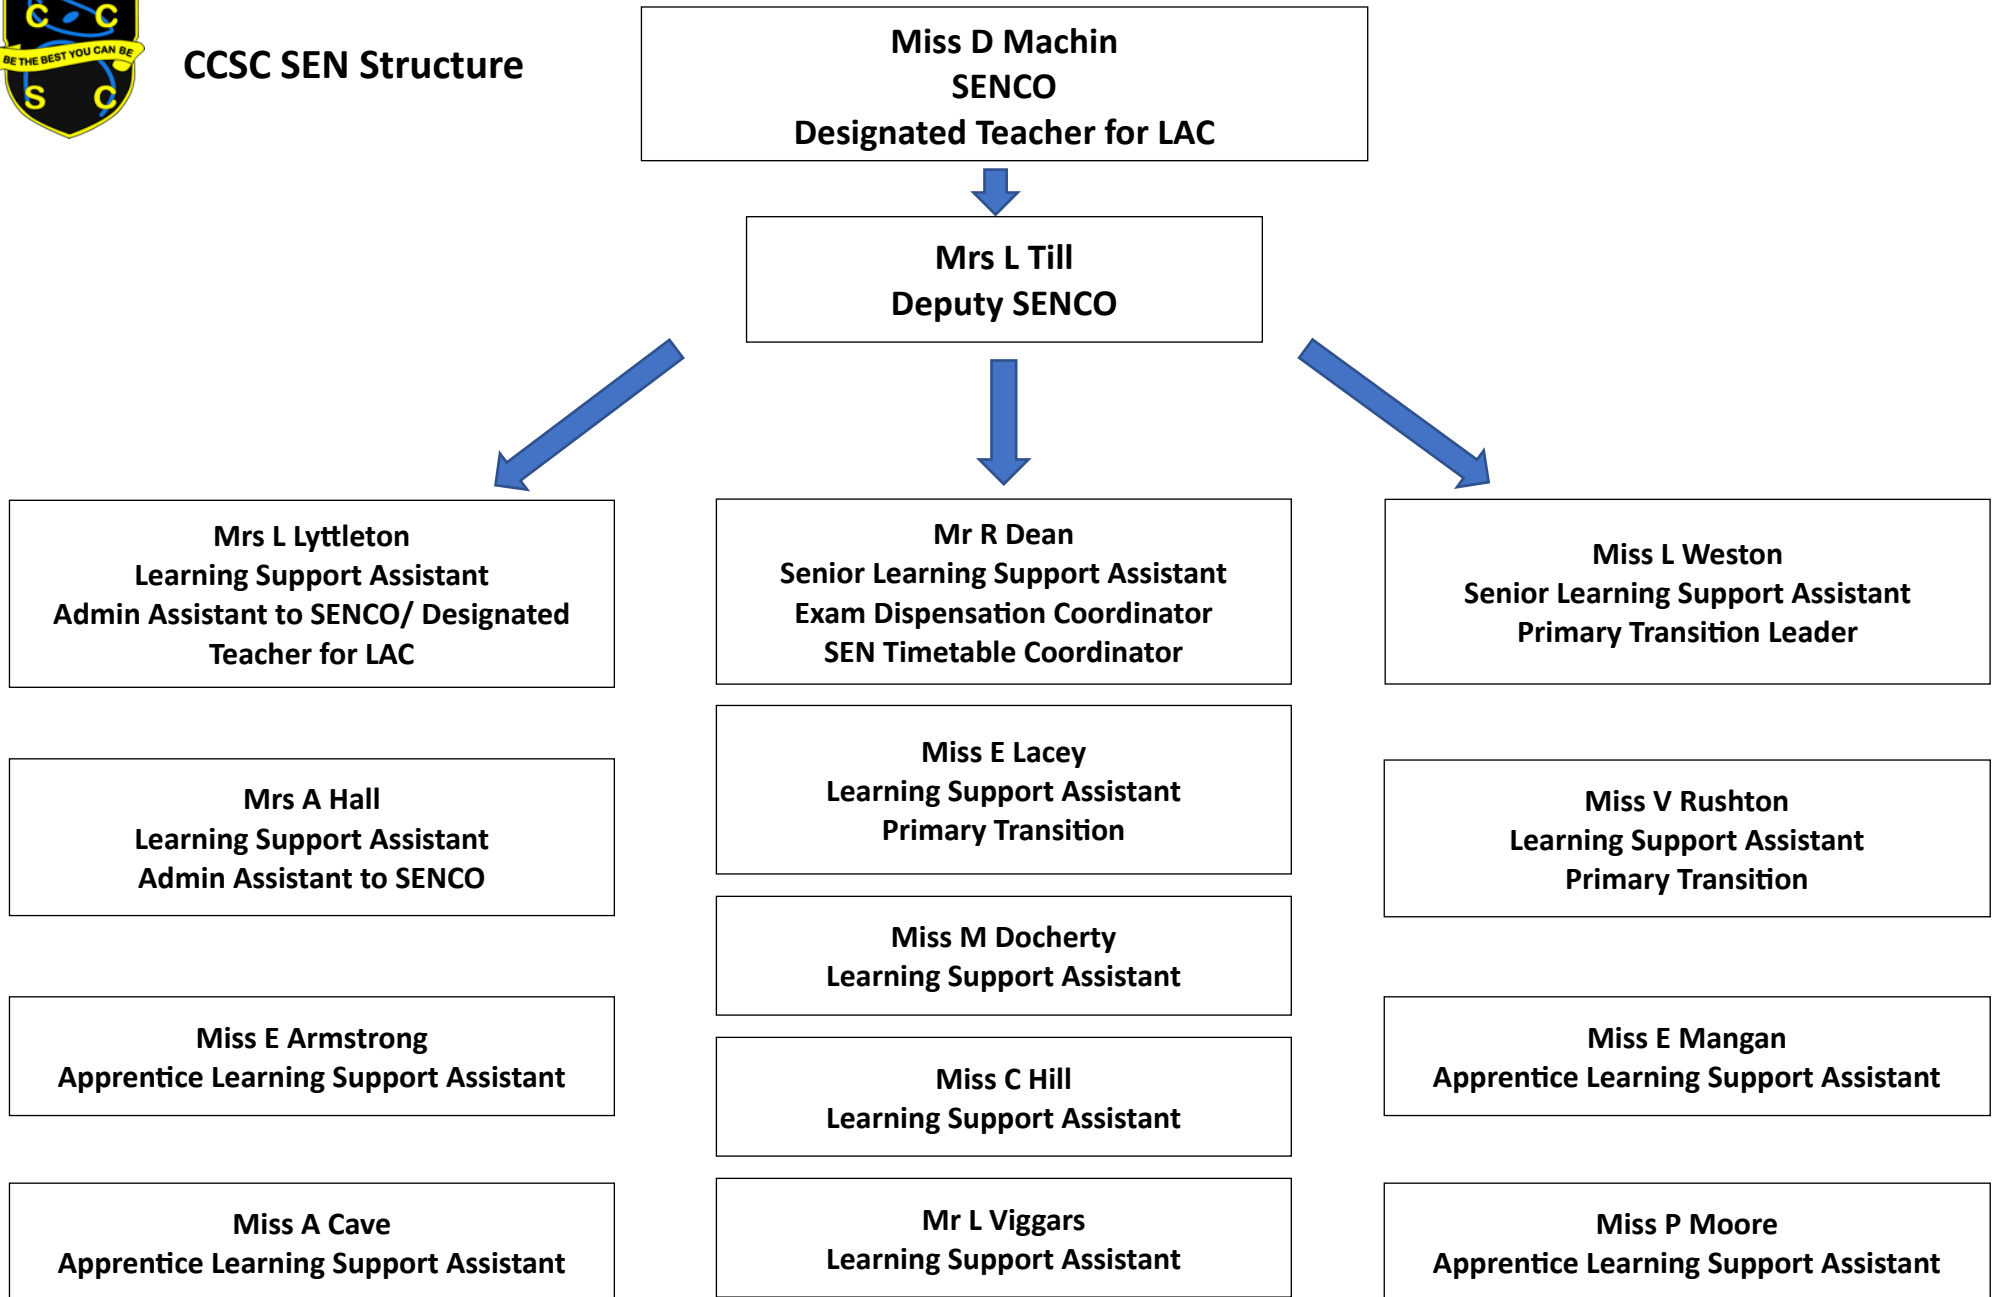 C C
BE THE BEST YOU CAN BE
S C
CCSC SEN Structure
Miss D Machin
SENCO
Designated Teacher for LAC
Mrs L Till
Deputy SENCO
Mrs L Lyttleton
Learning Support Assistant
Admin Assistant to SENCO/ Designated
Teacher for LAC
Mr R Dean
Senior Learning Support Assistant
Exam Dispensation Coordinator
SEN Timetable Coordinator
Miss L Weston
Senior Learning Support Assistant
Primary Transition Leader
Mrs A Hall
Learning Support Assistant
Admin Assistant to SENCO
Miss E Lacey
Learning Support Assistant
Primary Transition
Miss V Rushton
Learning Support Assistant
Primary Transition
Miss M Docherty
Learning Support Assistant
Miss E Armstrong
Apprentice Learning Support Assistant
Miss C Hill
Learning Support Assistant
Miss E Mangan
Apprentice Learning Support Assistant
Miss A Cave
Apprentice Learning Support Assistant
Mr L Viggars
Learning Support Assistant
Miss P Moore
Apprentice Learning Support Assistant